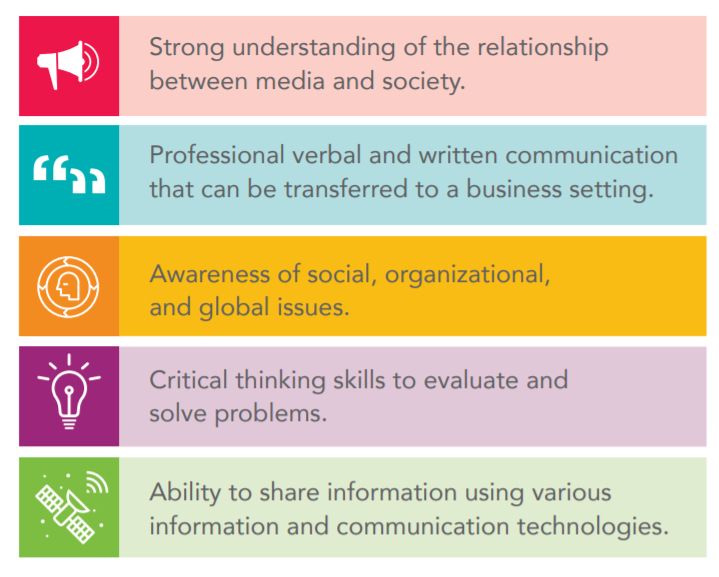 Strong understanding of the relationship
between media and society.
Professional verbal and written communication
that can be transferred to a business setting.
Awareness of social, organizational,
and global issues.
Critical thinking skills to evaluate and
solve problems.
Ability to share information using various
information and communication technologies.